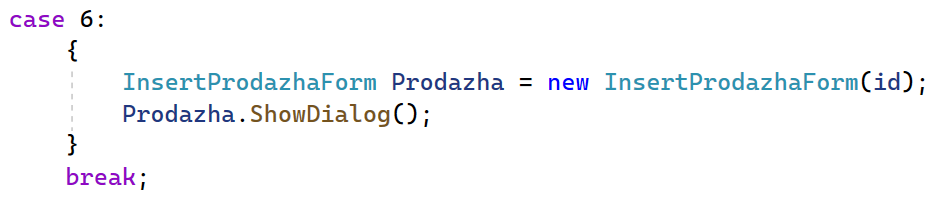 case 6:
{
InsertProdazhaForm Prodazha = new InsertProdazhaForm(id);
Prodazha.ShowDialog();
}
break;